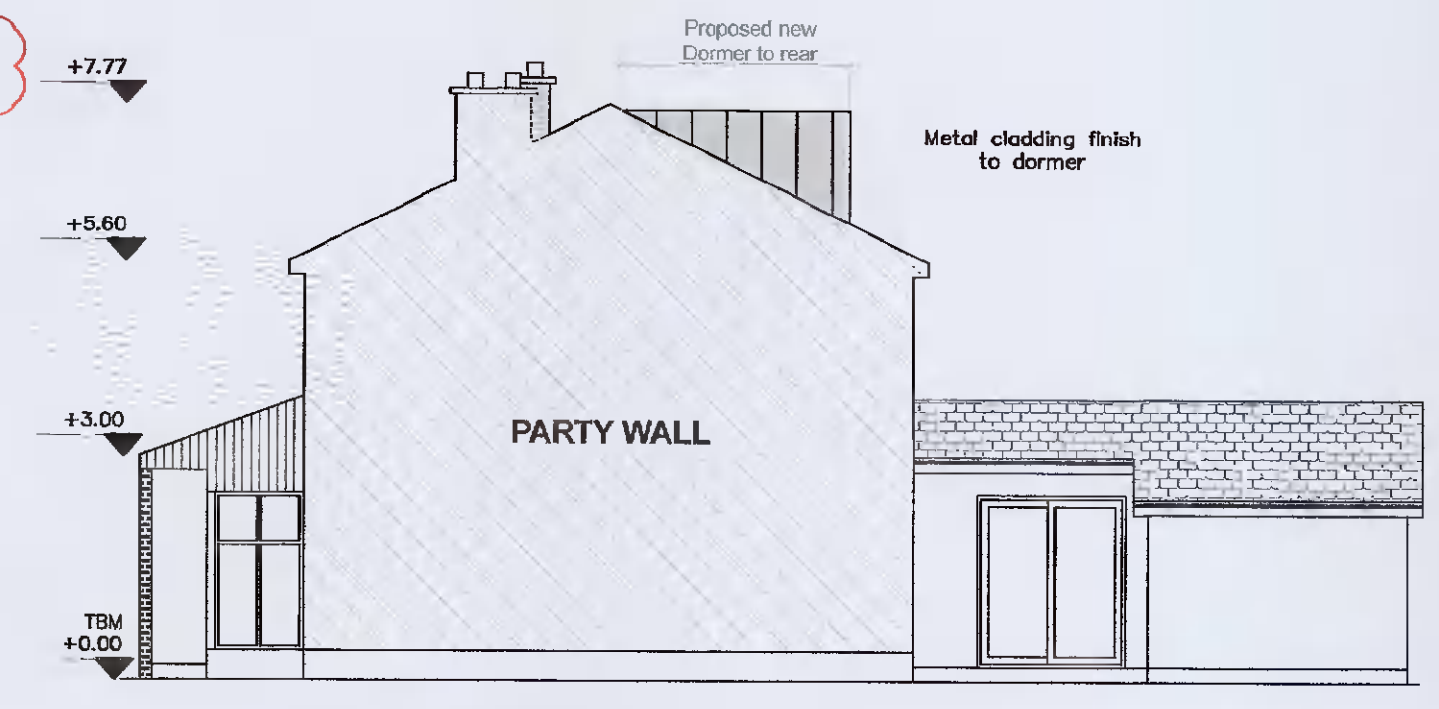 Proposed new
Dormer to rear
+7.77
Metal cladding finish
to dormer
+5.60
+3.00
PARTY WALL
TBM
+0.00